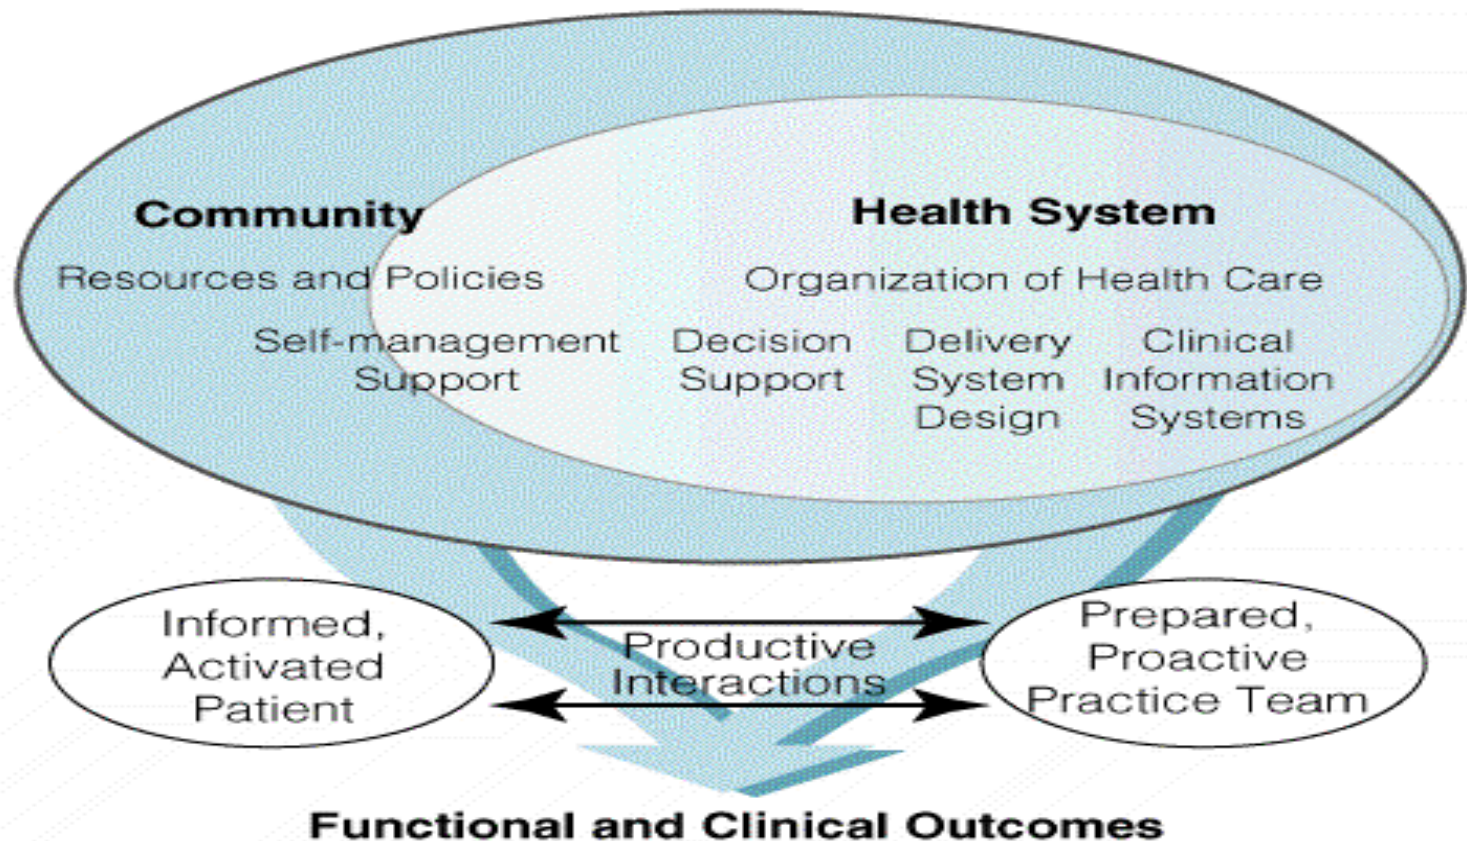 Community
Resources and Policies
Health System
Organization of Health Care
Self-management
Support
Decision
Support
Delivery
System
Design
Clinical
Information
Systems
Informed,
Activated
Patient
Productive
Interactions
Prepared,
Proactive
Practice Team
Functional and Clinical Outcomes